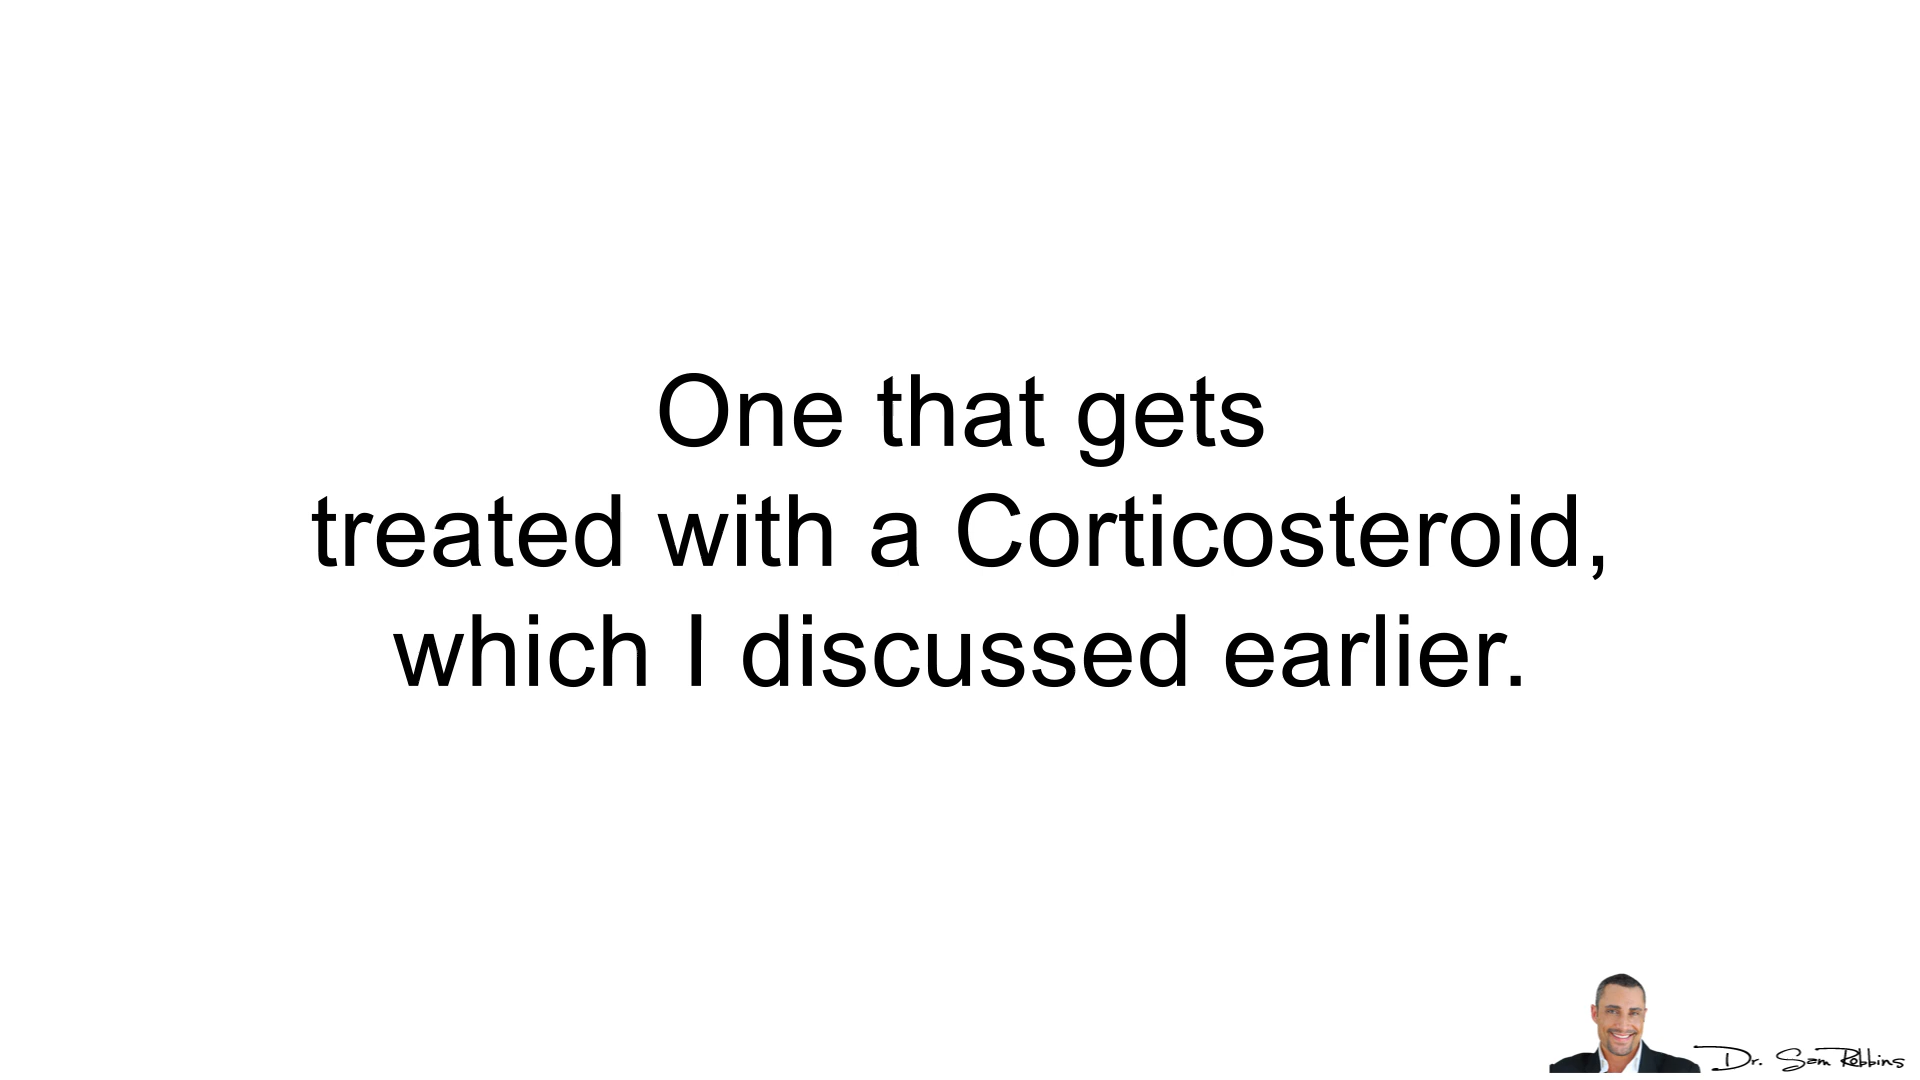 One that gets
treated with a Corticosteroid,
which I discussed earlier.
Dr. Sam Robbins